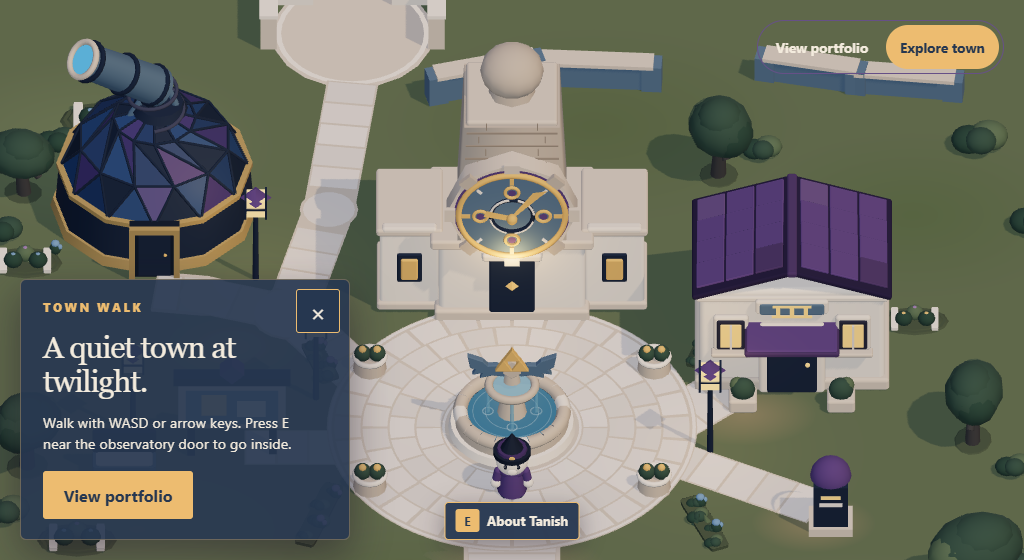 View portfolio
Explore town
TOWN WALK
×
A quiet town at
twilight.
Walk with WASD or arrow keys. Press E
near the observatory door to go inside.
View portfolio
E About Tanish